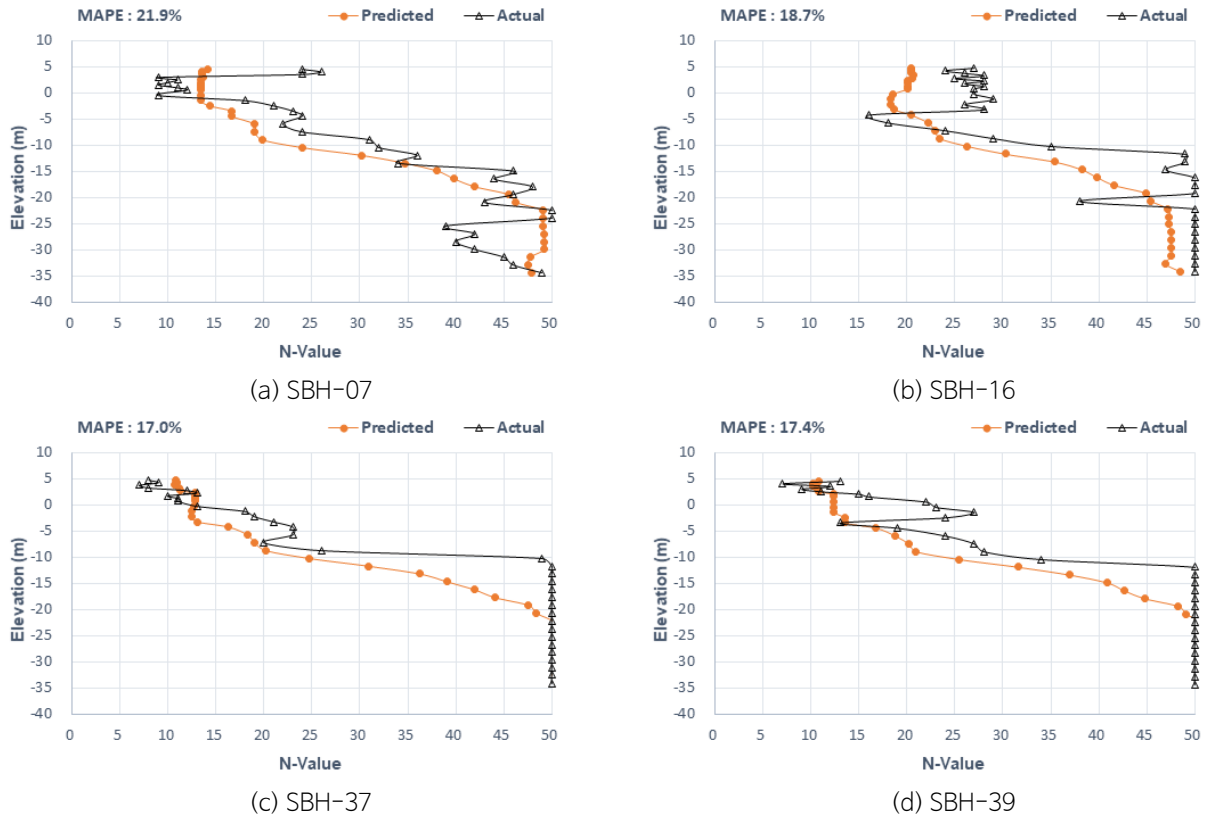 MAPE : 21.9% Predicted Actual
10
5
0
-5
-10
-15
-20
-25
-30
-35
-40
Elevation (m)
0 5 10 15 20 25 30 35 40 45 50
N-Value
(a) SBH-07
MAPE : 18.7% Predicted Actual
10
5
0
-5
-10
-15
-20
-25
-30
-35
-40
Elevation (m)
0 5 10 15 20 25 30 35 40 45 50
N-Value
(b) SBH-16
MAPE : 17.0% Predicted Actual
10
5
0
-5
-10
-15
-20
-25
-30
-35
-40
Elevation (m)
0 5 10 15 20 25 30 35 40 45 50
N-Value
(c) SBH-37
MAPE : 17.4% Predicted Actual
10
5
0
-5
-10
-15
-20
-25
-30
-35
-40
Elevation (m)
0 5 10 15 20 25 30 35 40 45 50
N-Value
(d) SBH-39